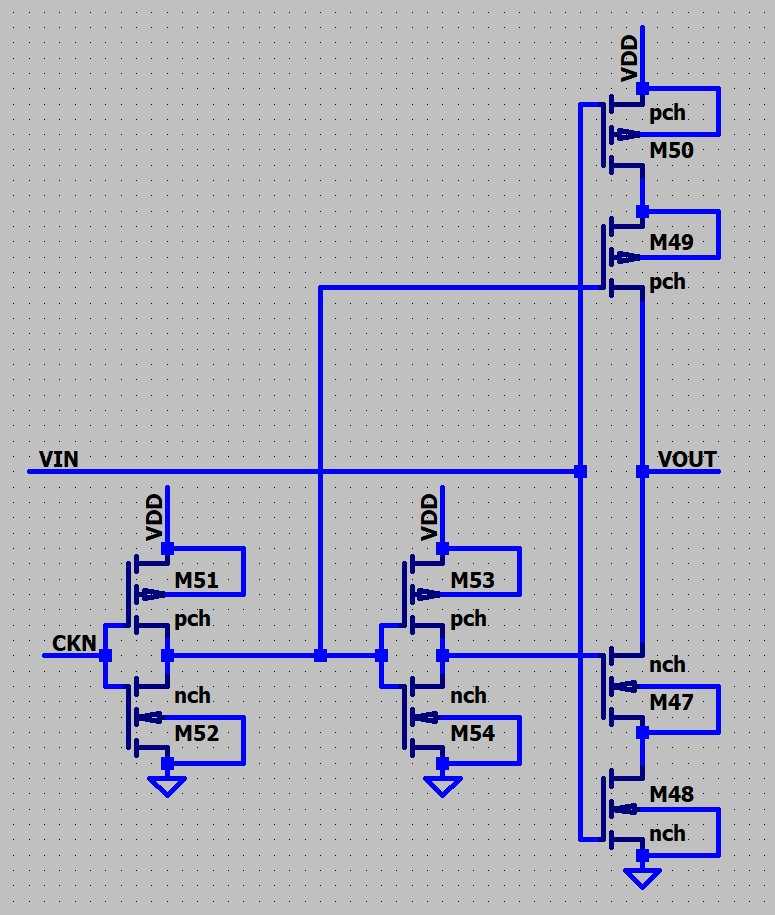 VDD
pch
M50
M49
pch
VIN
VOUT
VDD
VDD
M51
pch
M53
pch
CKN
nch
M52
nch
M54
nch
M47
M48
nch